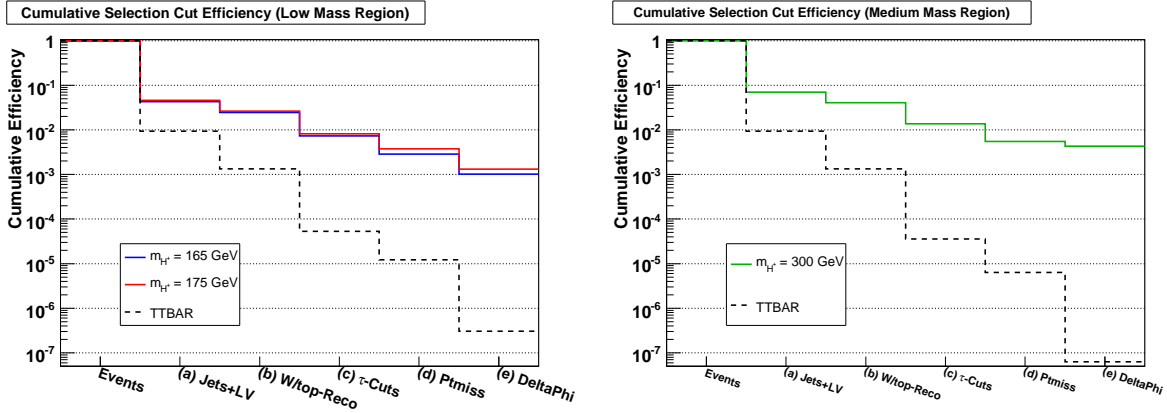 Cumulative Selection Cut Efficiency (Low Mass Region)
Cumulative Efficiency
1
10⁻¹
10⁻²
10⁻³
10⁻⁴
10⁻⁵
10⁻⁶
10⁻⁷
m_H⁺ = 165 GeV
m_H⁺ = 175 GeV
TTBAR
Events
(a) Jets+LV
(b) W/top-Reco
(c) τ-Cuts
(d) Ptmiss
(e) DeltaPhi
Cumulative Selection Cut Efficiency (Medium Mass Region)
Cumulative Efficiency
1
10⁻¹
10⁻²
10⁻³
10⁻⁴
10⁻⁵
10⁻⁶
10⁻⁷
m_H⁺ = 300 GeV
TTBAR
Events
(a) Jets+LV
(b) W/top-Reco
(c) τ-Cuts
(d) Ptmiss
(e) DeltaPhi